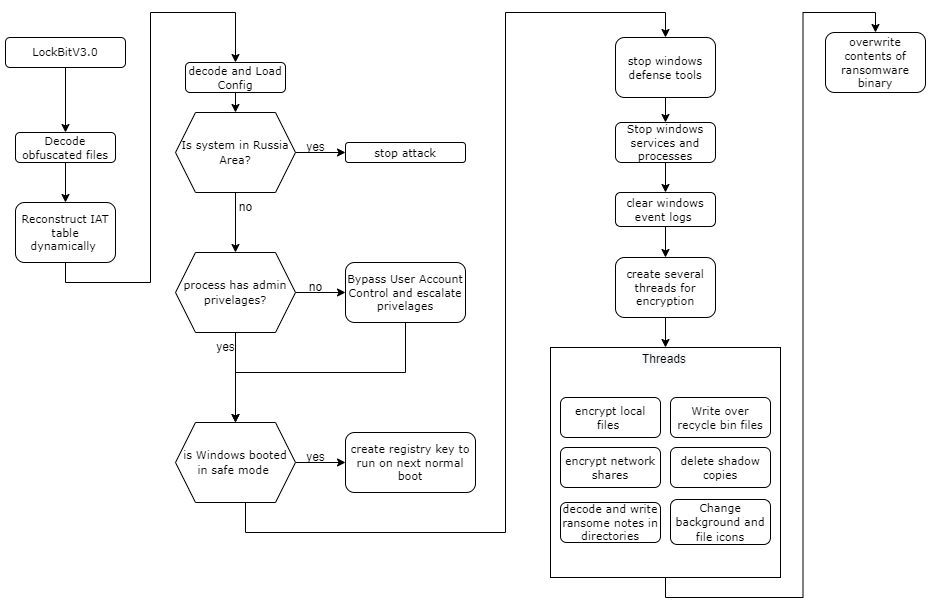 LockBitV3.0
Decode
obfuscated files
Reconstruct IAT
table
dynamically
decode and Load
Config
Is system in Russia
Area?
yes
stop attack
no
process has admin
privelages?
no
Bypass User Account
Control and escalate
privelages
yes
is Windows booted
in safe mode
yes
create registry key to
run on next normal
boot
stop windows
defense tools
Stop windows
services and
processes
clear windows
event logs
create several
threads for
encryption
Threads
encrypt local
files
Write over
recycle bin files
encrypt network
shares
delete shadow
copies
decode and write
ransome notes in
directories
Change
background and
file icons
overwrite
contents of
ransomware
binary